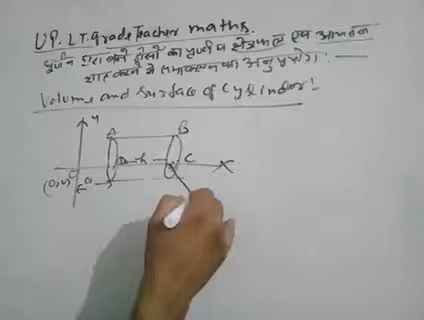 UP. LT. grade Teacher maths.
घूर्णन द्वारा बने ठोसों का पृष्ठीय क्षेत्रफल एवं आयतन
ज्ञात करने में समाकलन का अनुप्रयोग.
Volume and Surface of Cylinder!
y
A B
D h C X
(0,0) a